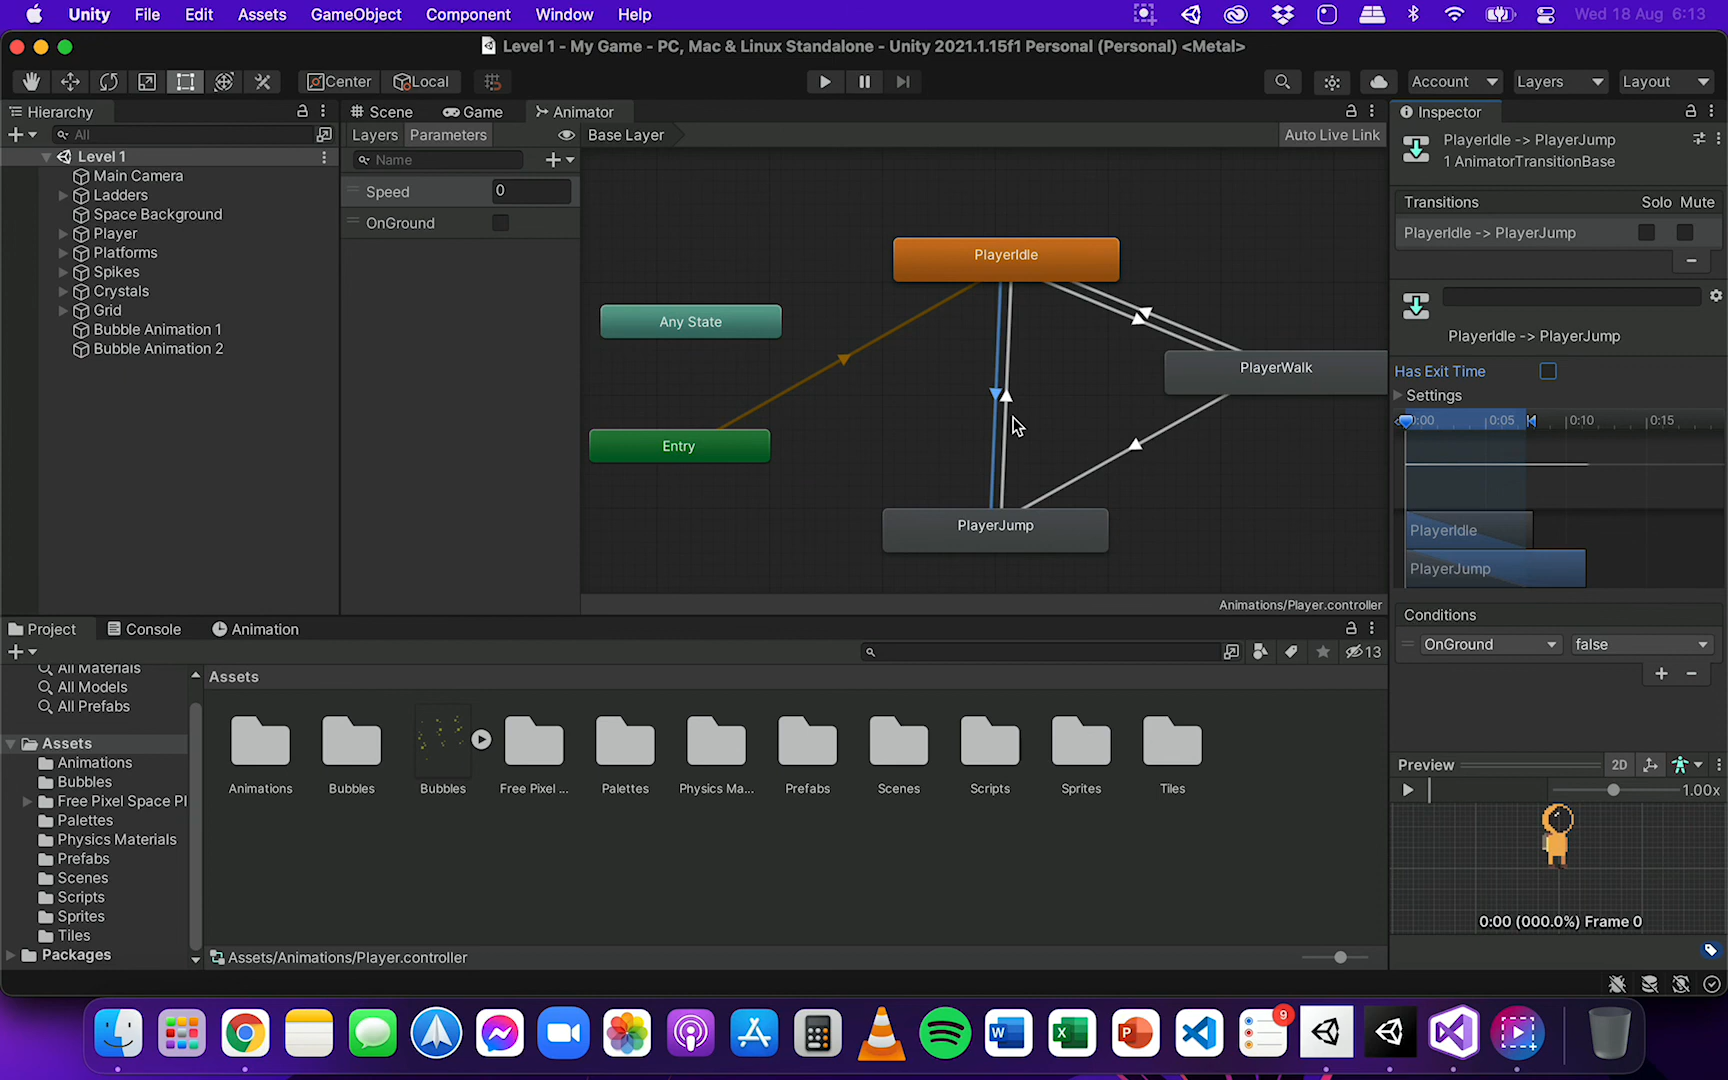 Unity File Edit Assets GameObject Component Window Help Wed 18 Aug 6:13
Level 1 - My Game - PC, Mac & Linux Standalone - Unity 2021.1.15f1 Personal (Personal) <Metal>
Center Local Account Layers Layout
Hierarchy
All
Level 1
Main Camera
Ladders
Space Background
Player
Platforms
Spikes
Crystals
Grid
Bubble Animation 1
Bubble Animation 2
Scene Game Animator
Layers Parameters Base Layer Auto Live Link
Name
Speed 0
OnGround
PlayerIdle
Any State
PlayerWalk
Entry
PlayerJump
Animations/Player.controller
Inspector
PlayerIdle -> PlayerJump
1 AnimatorTransitionBase
Transitions Solo Mute
PlayerIdle -> PlayerJump
PlayerIdle -> PlayerJump
Has Exit Time
Settings
0:00 0:05 0:10 0:15
PlayerIdle
PlayerJump
Conditions
OnGround false
Preview 2D
1.00x
0:00 (000.0%) Frame 0
Project Console Animation
13
All Materials
All Models
All Prefabs
Assets
Animations
Bubbles
Free Pixel Space Pl
Palettes
Physics Materials
Prefabs
Scenes
Scripts
Sprites
Tiles
Packages
Assets
Animations Bubbles Bubbles Free Pixel ... Palettes Physics Ma... Prefabs Scenes Scripts Sprites Tiles
Assets/Animations/Player.controller
9